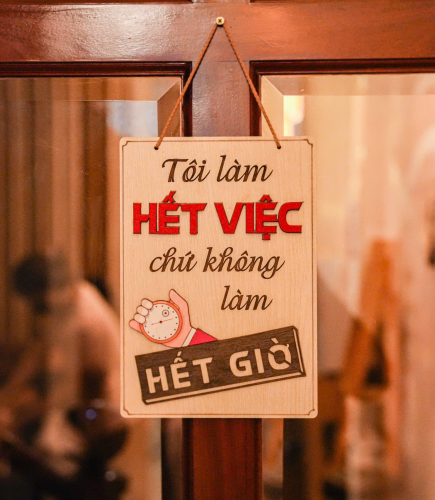 Tôi làm
HẾT VIỆC
chứ không
làm
HẾT GIỜ